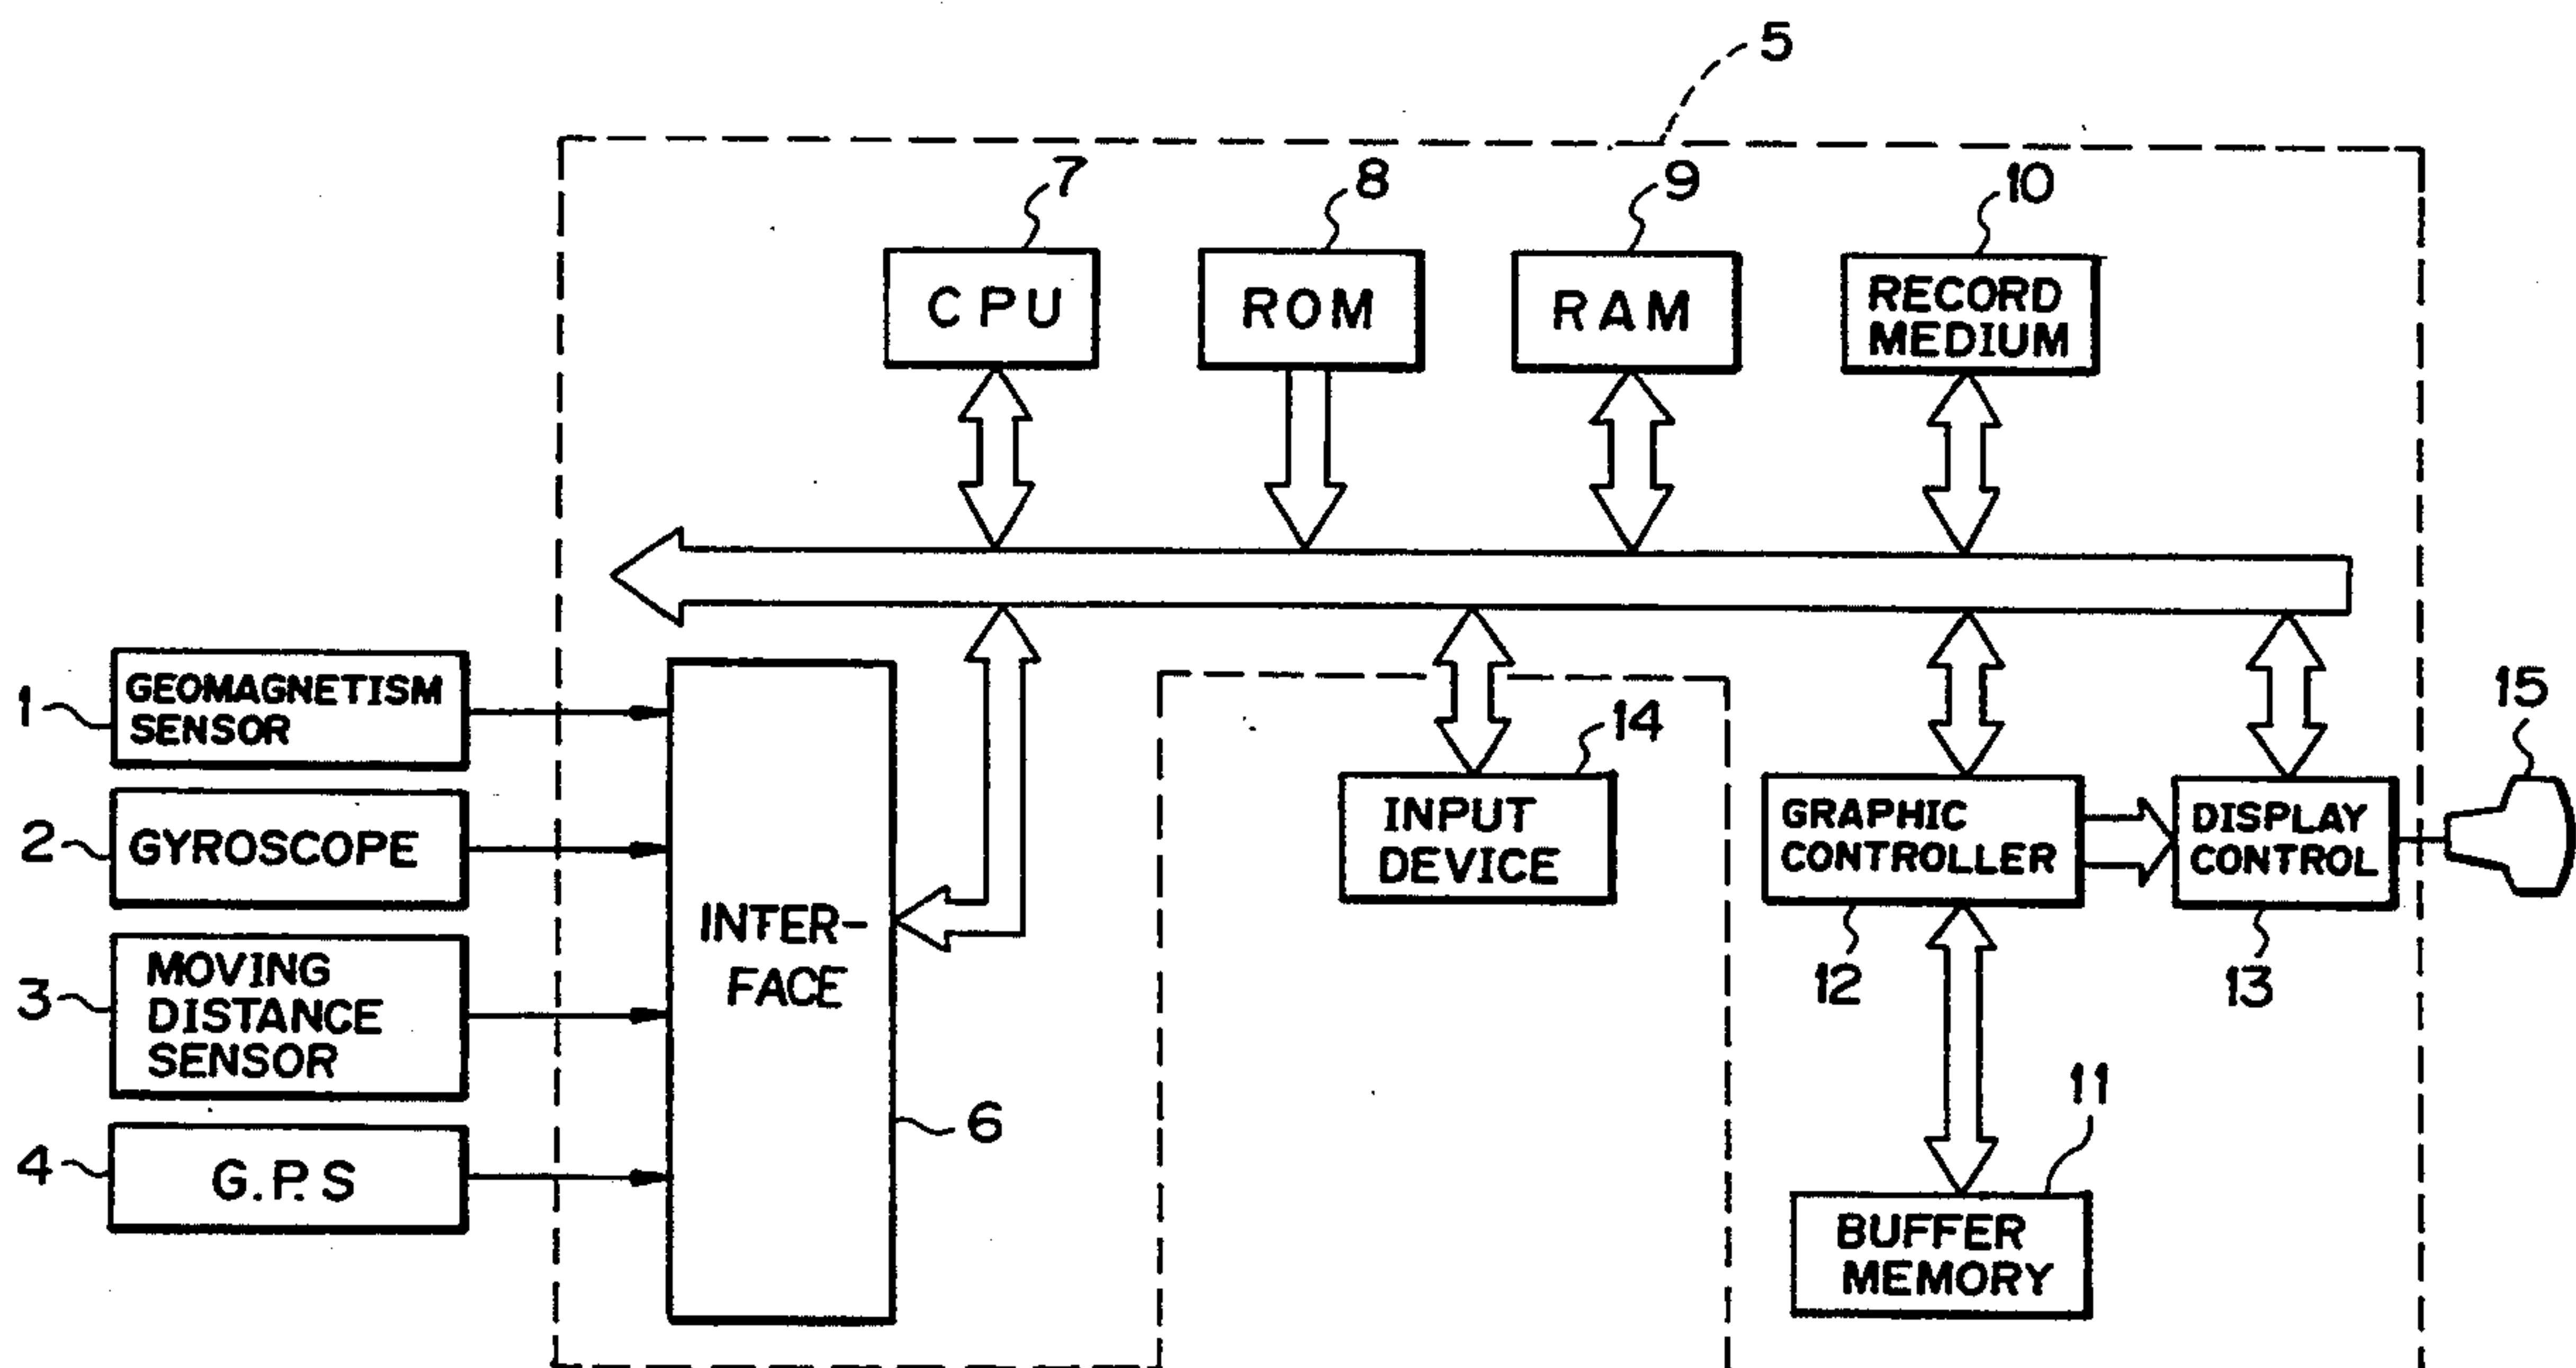 5
7
8
9
10
CPU
ROM
RAM
RECORD
MEDIUM
1
GEOMAGNETISM
SENSOR
2
GYROSCOPE
3
MOVING
DISTANCE
SENSOR
4
G.P.S
INTER-
FACE
6
14
INPUT
DEVICE
GRAPHIC
CONTROLLER
12
DISPLAY
CONTROL
13
15
11
BUFFER
MEMORY